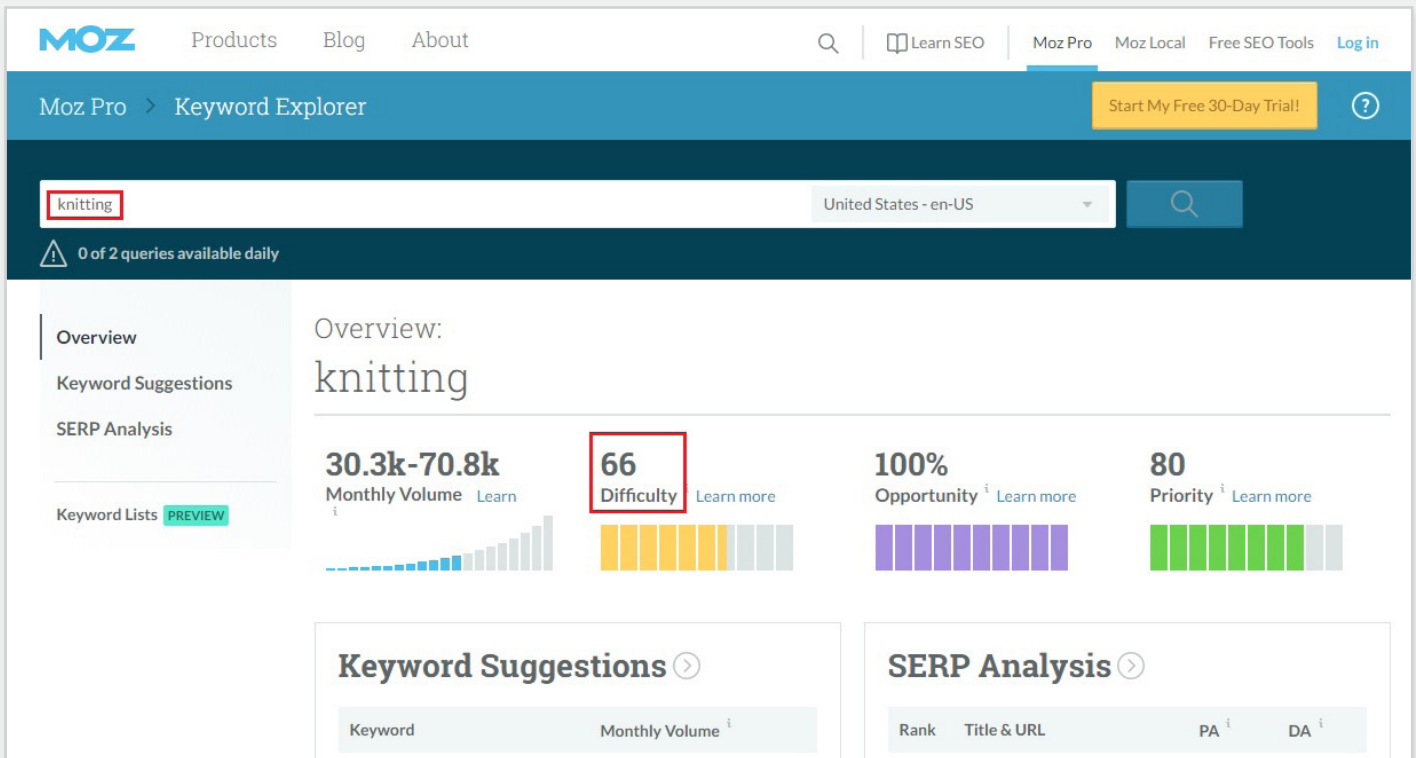 MOZ Products Blog About Learn SEO Moz Pro Moz Local Free SEO Tools Log in
Moz Pro > Keyword Explorer Start My Free 30-Day Trial! ?
knitting United States - en-US
0 of 2 queries available daily
Overview
Keyword Suggestions
SERP Analysis
Keyword Lists PREVIEW
Overview:
knitting
30.3k-70.8k
Monthly Volume Learn
i
66
Difficulty i Learn more
100%
Opportunity i Learn more
80
Priority i Learn more
Keyword Suggestions
Keyword Monthly Volume i
SERP Analysis
Rank Title & URL PA i DA i